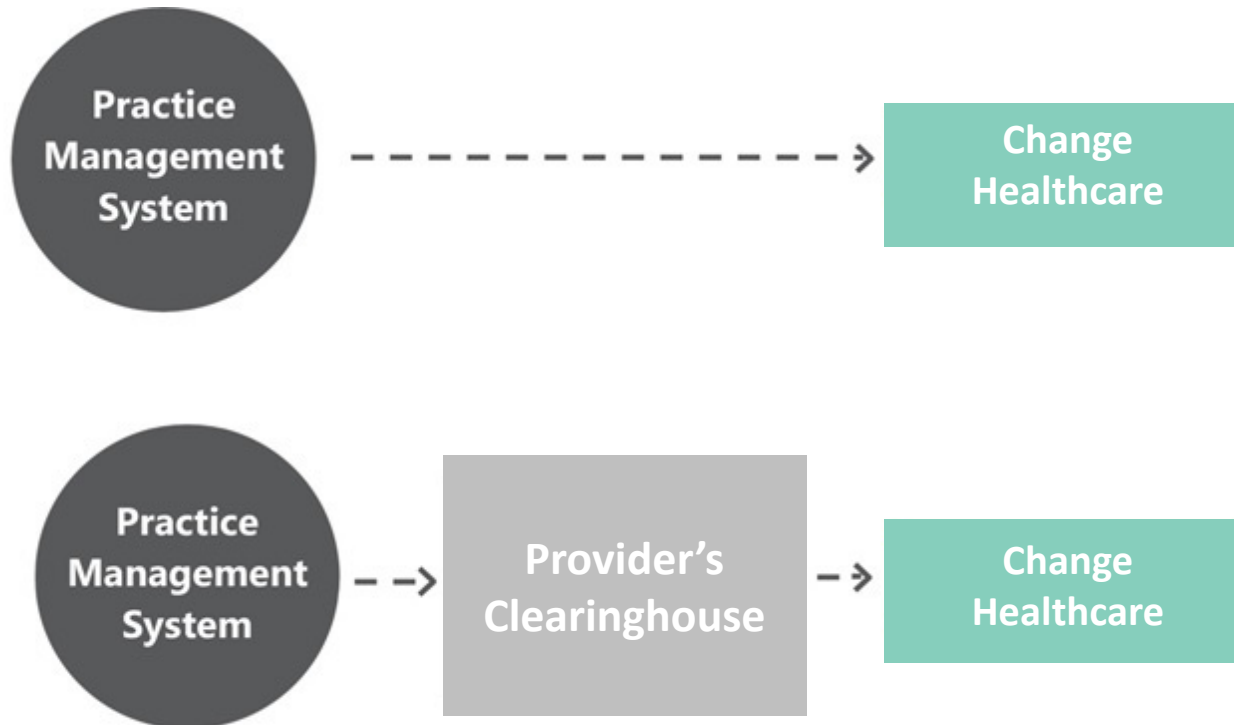 Practice
Management
System
Change
Healthcare
Practice
Management
System
Provider’s
Clearinghouse
Change
Healthcare